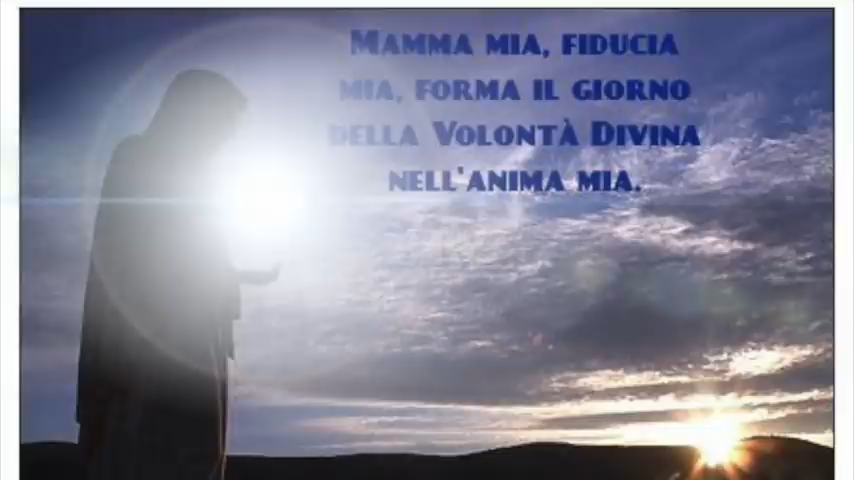 Mamma mia, fiducia
mia, forma il giorno
della Volontà Divina
nell'anima mia.